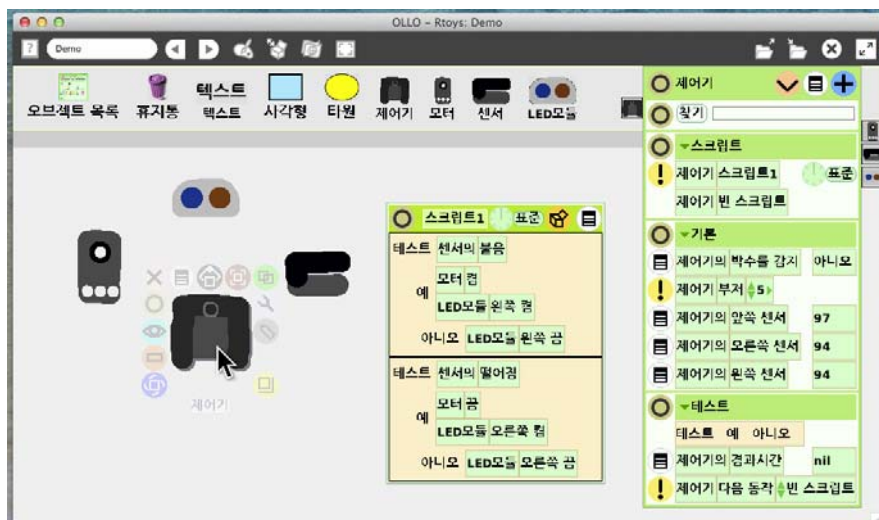 OLLO – Rtoys: Demo
? Demo
텍스트
오브젝트 목록 휴지통 텍스트 사각형 타원 제어기 모터 센서 LED모듈
제어기
스크립트1 표준
테스트 센서의 붙음
예 모터 켬
LED모듈 왼쪽 켬
아니오 LED모듈 왼쪽 끔
테스트 센서의 떨어짐
예 모터 끔
LED모듈 오른쪽 켬
아니오 LED모듈 오른쪽 끔
제어기
찾기
스크립트
! 제어기 스크립트1 표준
제어기 빈 스크립트
기본
제어기의 박수를 감지 아니오
! 제어기 부저 5
제어기의 앞쪽 센서 97
제어기의 오른쪽 센서 94
제어기의 왼쪽 센서 94
테스트
테스트 예 아니오
제어기의 경과시간 nil
! 제어기 다음 동작 빈 스크립트